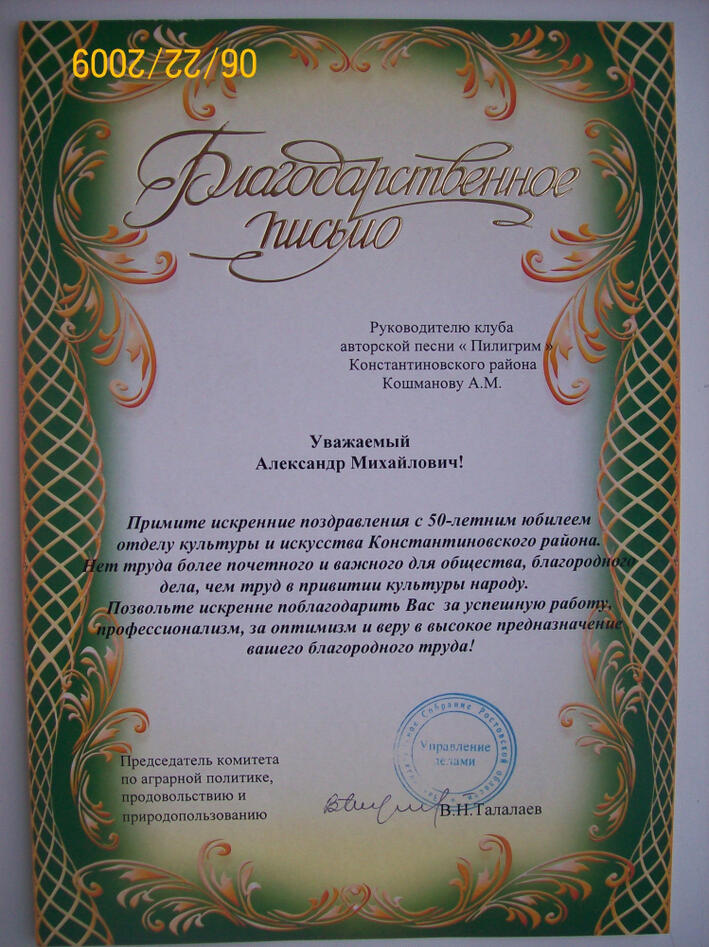 06/22/2009
Благодарственное
письмо
Руководителю клуба
авторской песни « Пилигрим »
Константиновского района
Кошманову А.М.
Уважаемый
Александр Михайлович!
Примите искренние поздравления с 50-летним юбилеем
отделу культуры и искусства Константиновского района.
Нет труда более почетного и важного для общества, благородного
дела, чем труд в привитии культуры народу.
Позвольте искренне поблагодарить Вас за успешную работу,
профессионализм, за оптимизм и веру в высокое предназначение
вашего благородного труда!
Собрание Ростовской области
Управление
делами
Председатель комитета
по аграрной политике,
продовольствию и
природопользованию
В.Н.Талалаев